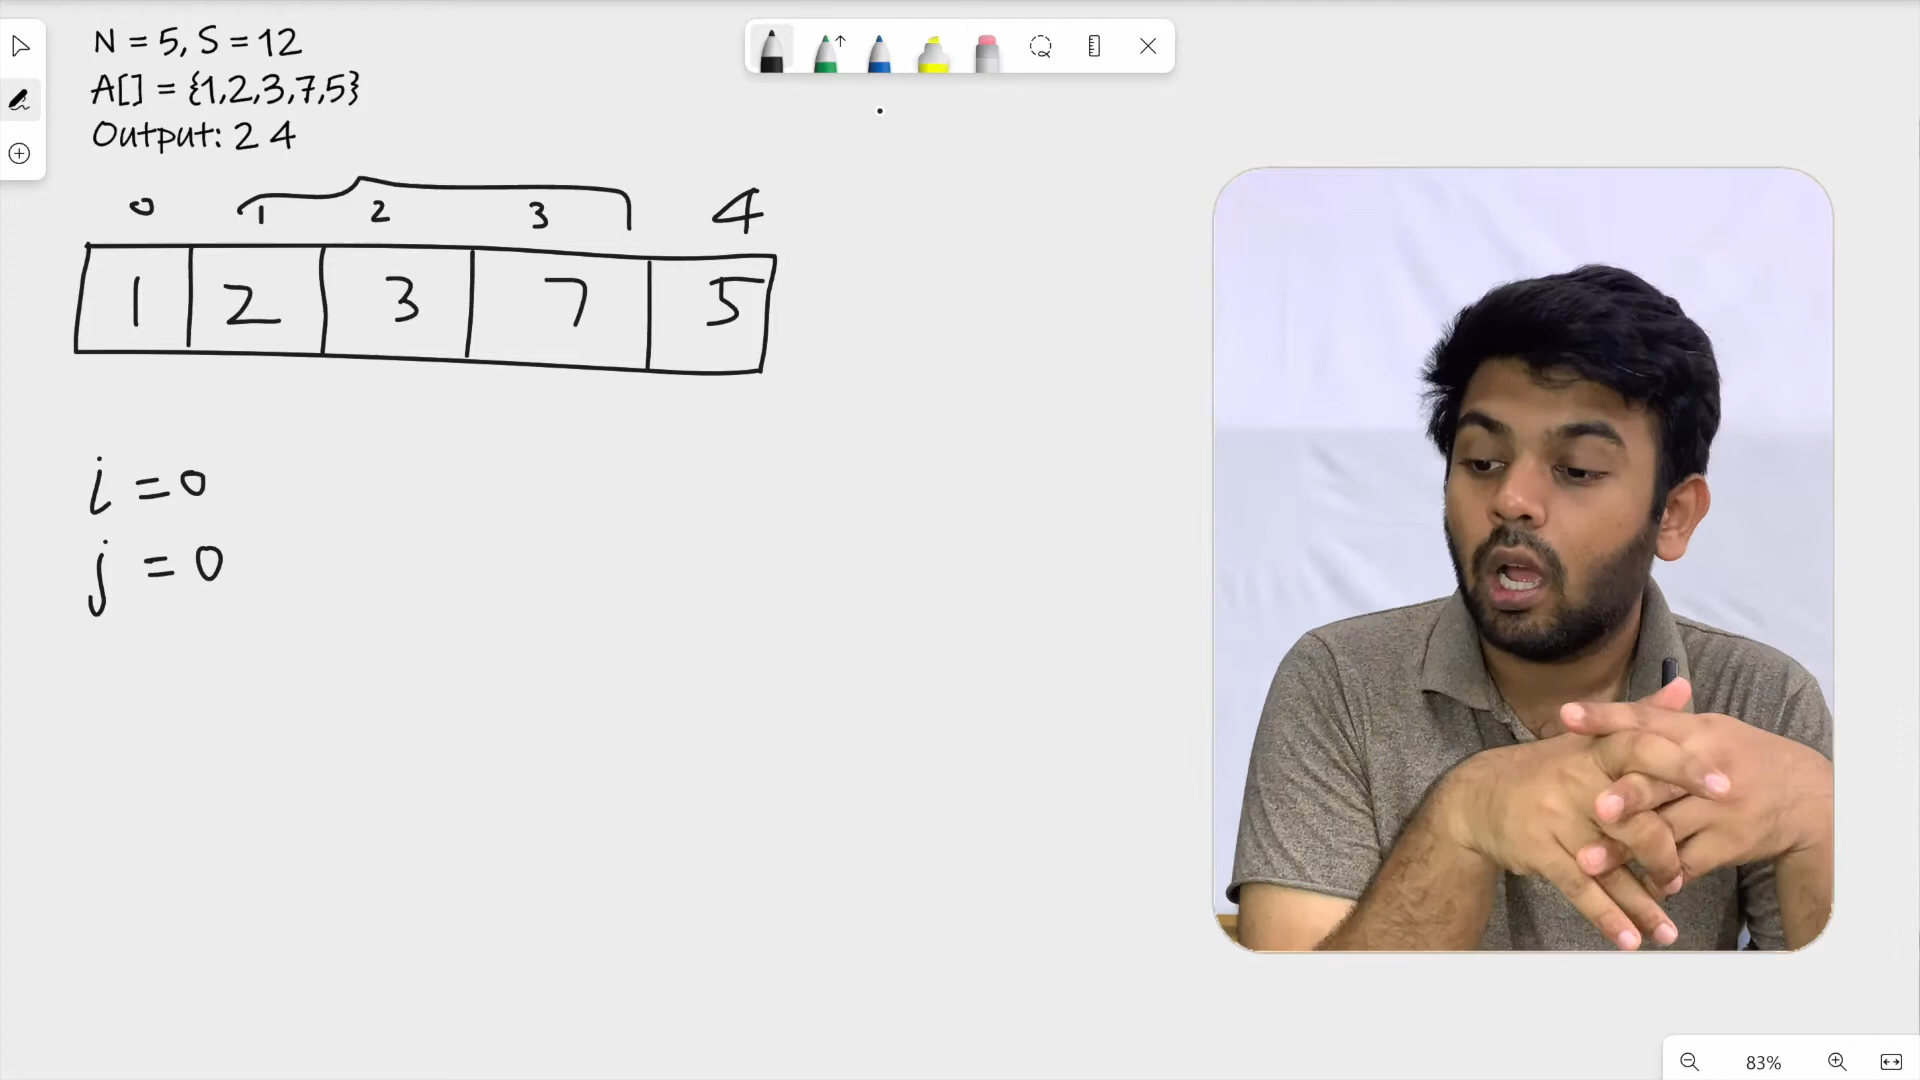 N = 5, S = 12
A[] = {1,2,3,7,5}
Output: 2 4
0 1 2 3 4
1 2 3 7 5
i = 0
j = 0
83%